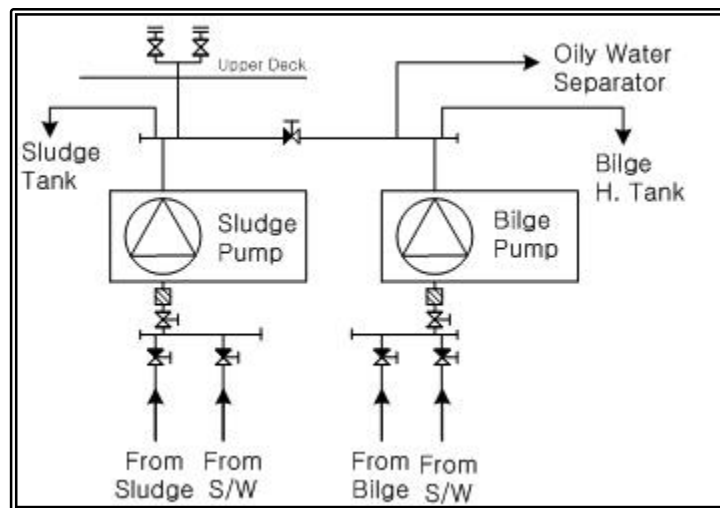 Upper Deck
Oily Water
Separator
Sludge
Tank
Bilge
H. Tank
Sludge
Pump
Bilge
Pump
From
Sludge
From
S/W
From
Bilge
From
S/W